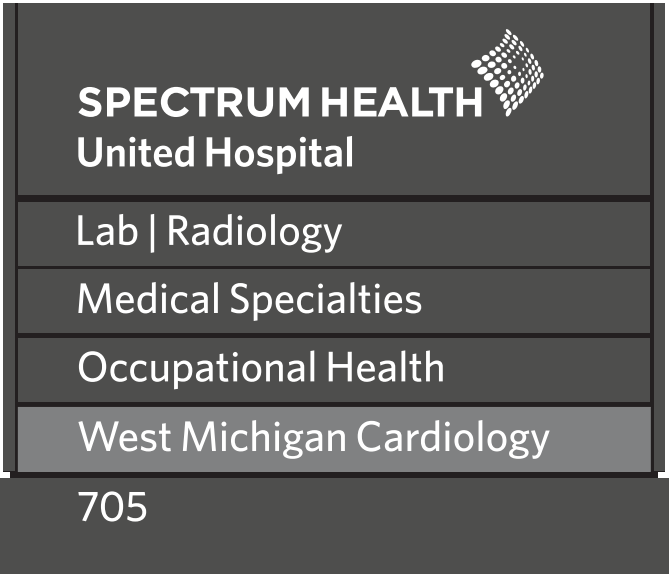 SPECTRUM HEALTH
United Hospital
Lab | Radiology
Medical Specialties
Occupational Health
West Michigan Cardiology
705